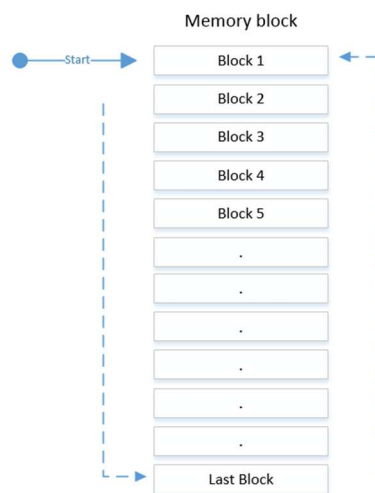 Memory block
Start
Block 1
Block 2
Block 3
Block 4
Block 5
.
.
.
.
.
.
Last Block